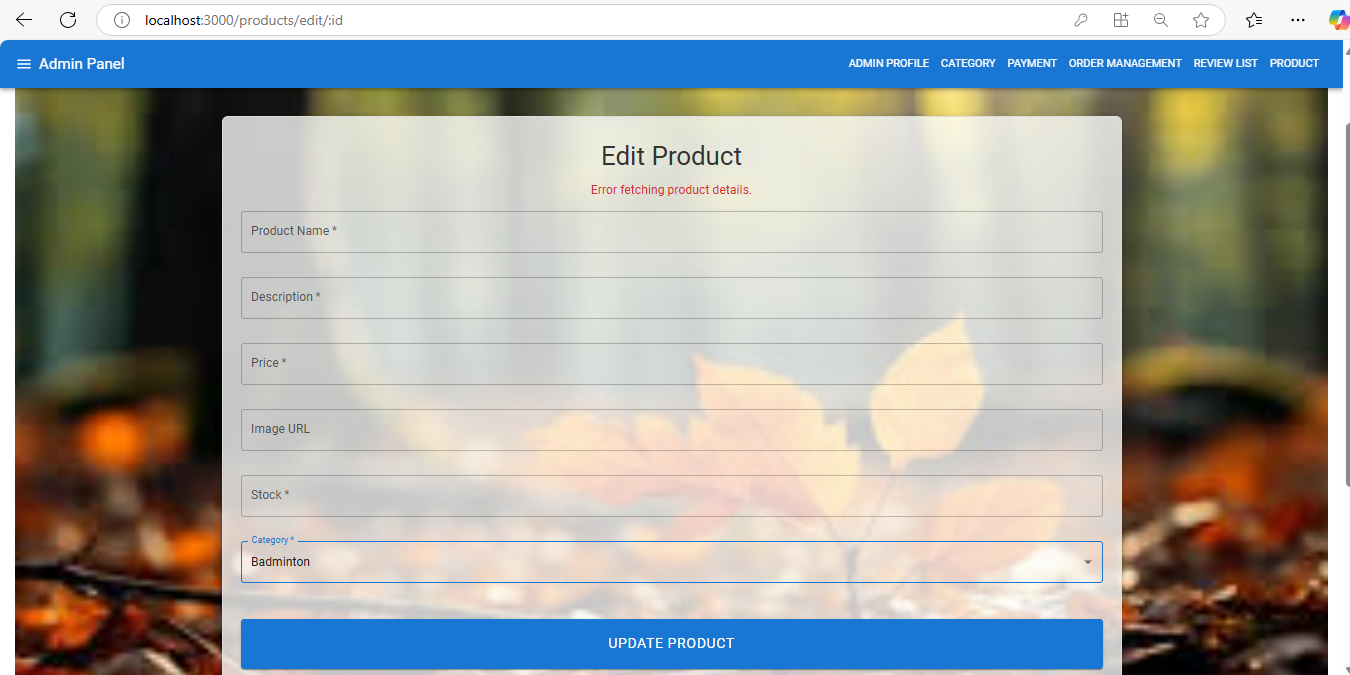 localhost:3000/products/edit/:id
Admin Panel
ADMIN PROFILE CATEGORY PAYMENT ORDER MANAGEMENT REVIEW LIST PRODUCT
Edit Product
Error fetching product details.
Product Name *
Description *
Price *
Image URL
Stock *
Category *
Badminton
UPDATE PRODUCT